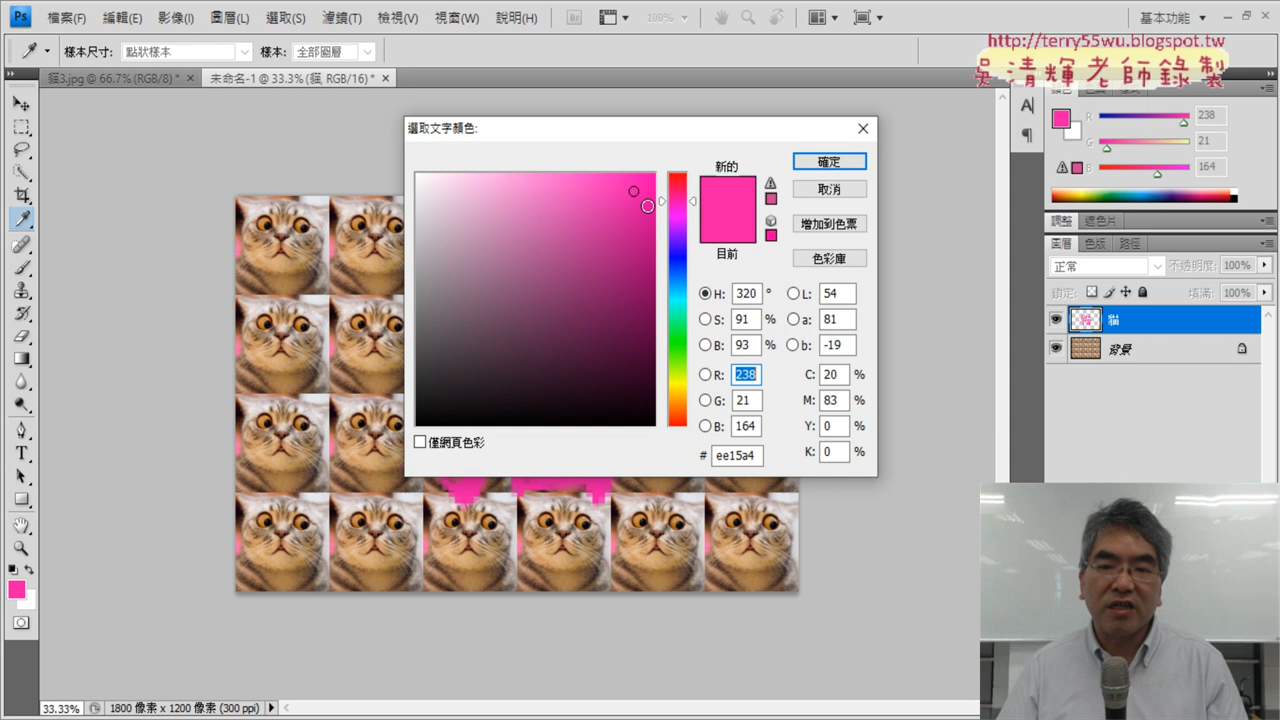 Ps 檔案(F) 編輯(E) 影像(I) 圖層(L) 選取(S) 濾鏡(T) 檢視(V) 視窗(W) 說明(H) Br 100% 基本功能
http://terry55wu.blogspot.tw
吳清輝老師錄製
樣本尺寸: 點狀樣本 樣本: 全部圖層
貓3.jpg @ 66.7% (RGB/8) * × 未命名-1 @ 33.3% (貓, RGB/16) * ×
選取文字顏色:
新的
目前
確定
取消
增加到色票
色彩庫
H: 320 ° L: 54
S: 91 % a: 81
B: 93 % b: -19
R: 238 C: 20 %
G: 21 M: 83 %
B: 164 Y: 0 %
# ee15a4 K: 0 %
僅網頁色彩
R 238
G 21
B 164
調整 遮色片
圖層 色版 路徑
正常 不透明度: 100%
鎖定: 填滿: 100%
貓
背景
33.33% 1800 像素 x 1200 像素 (300 ppi)